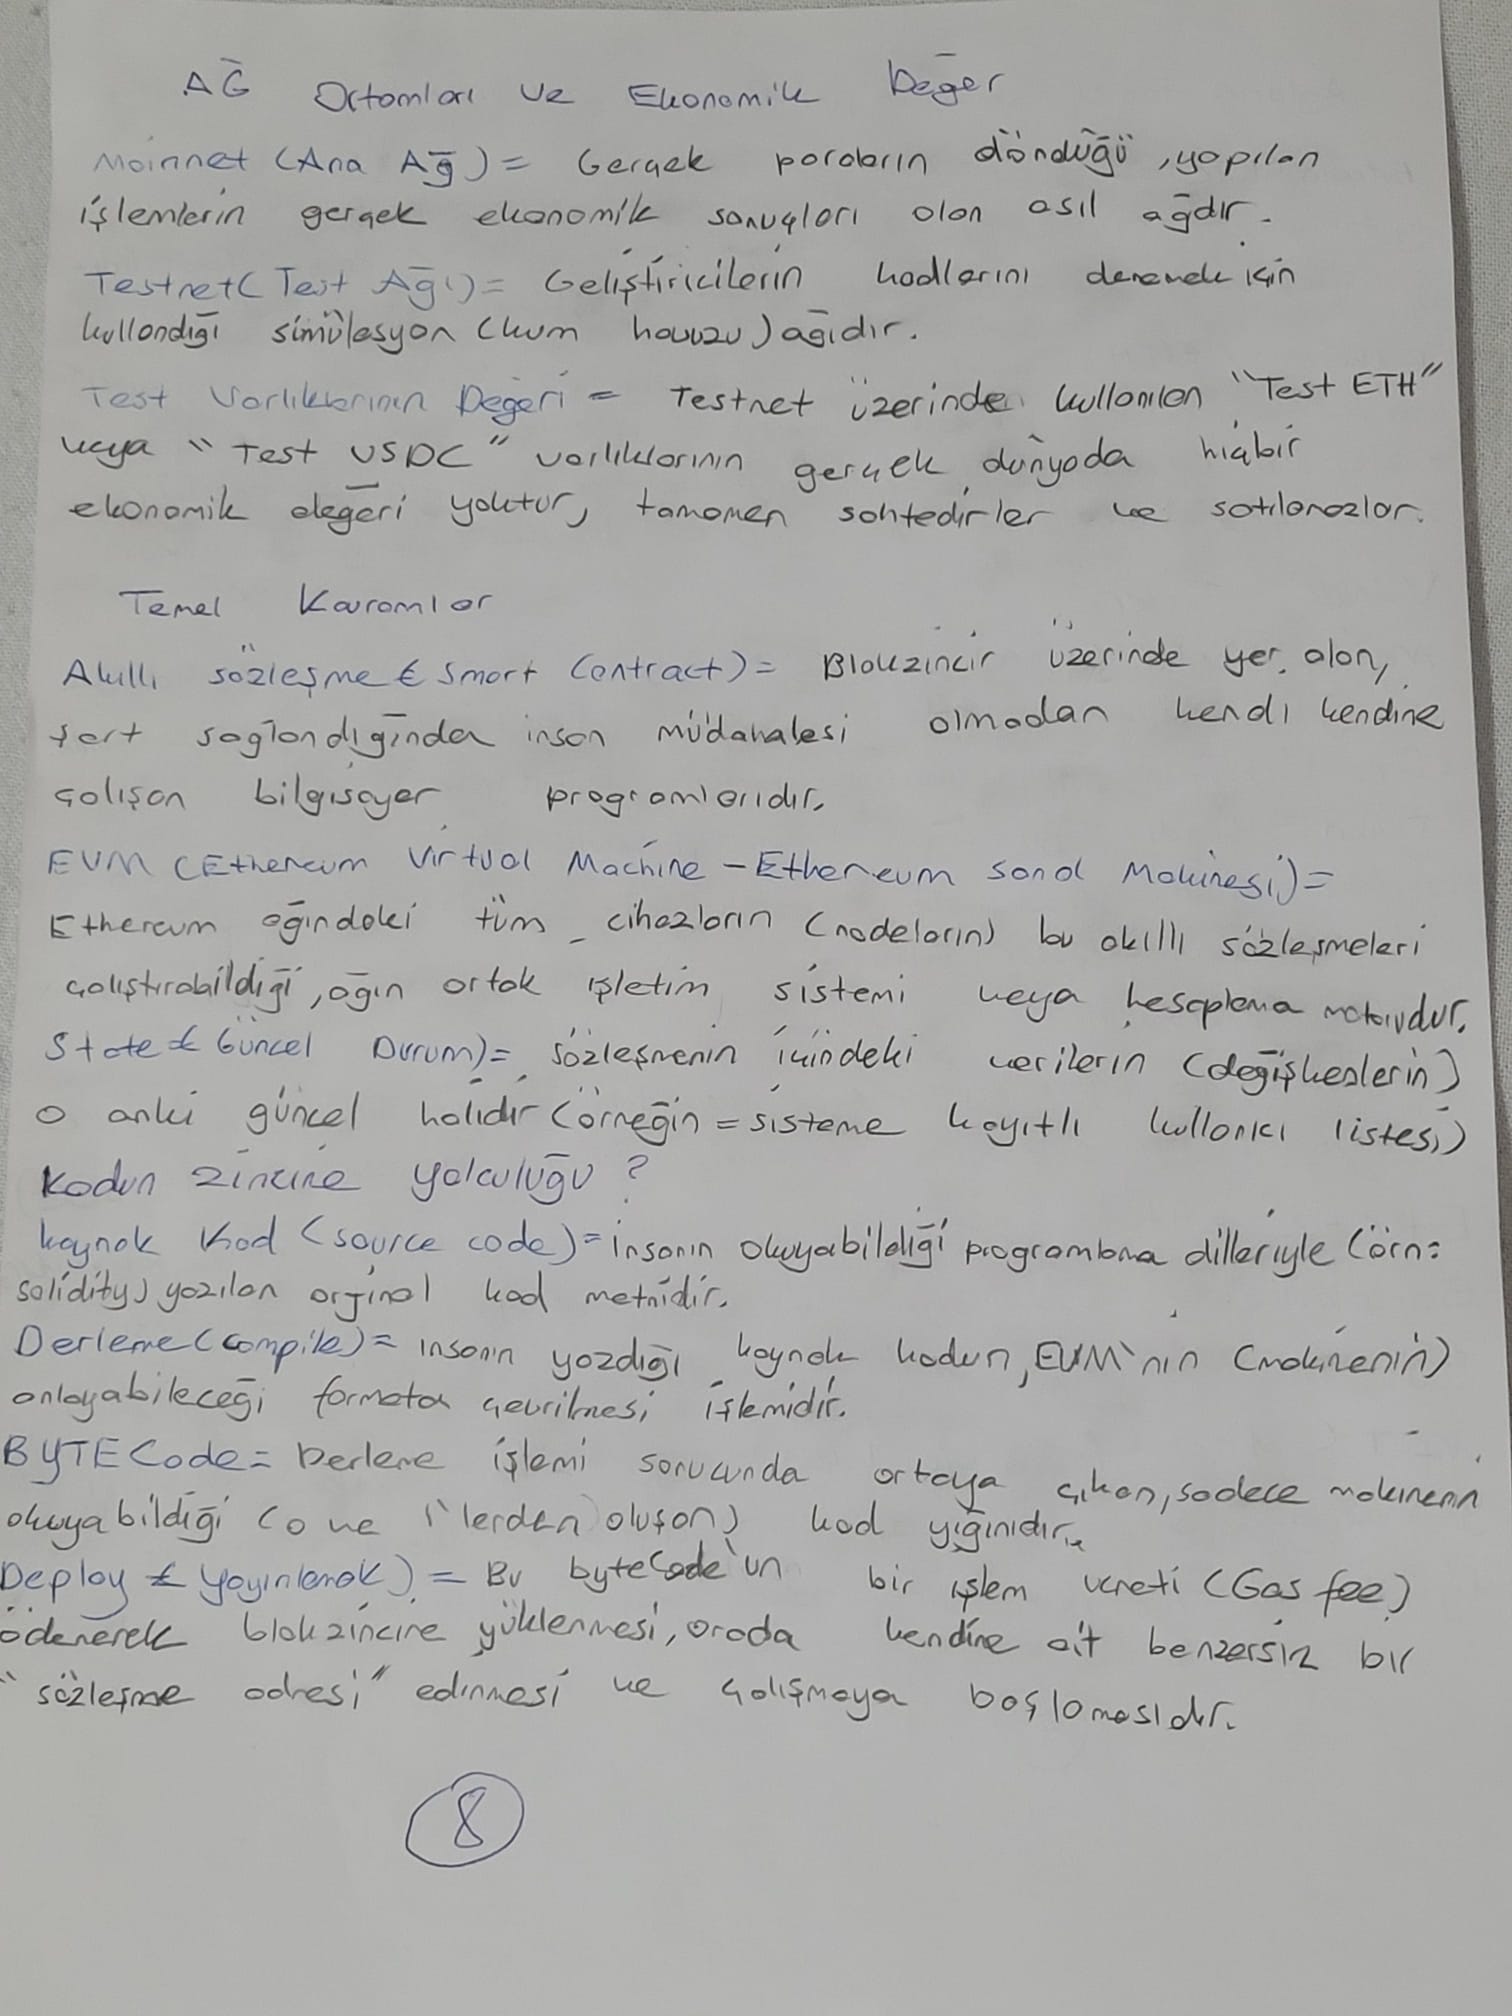 AĞ Ortamları ve Ekonomik Değer
Mainnet (Ana Ağ) = Gerçek paraların döndüğü, yapılan
işlemlerin gerçek ekonomik sonuçları olan asıl ağdır.
Testnet (Test Ağı) = Geliştiricilerin kodlarını denemek için
kullandığı simülasyon (kum havuzu) ağıdır.
Test Varlıklarının Değeri = Testnet üzerinde kullanılan "Test ETH"
veya "Test USDC" varlıklarının gerçek dünyada hiçbir
ekonomik değeri yoktur, tamamen sahtedirler ve satılamazlar.
Temel Kavramlar
Akıllı sözleşme (Smart Contract) = Blokzincir üzerinde yer alan,
şart sağlandığında insan müdahalesi olmadan kendi kendine
çalışan bilgisayar programlarıdır.
EVM (Ethereum Virtual Machine - Ethereum Sanal Makinesi) =
Ethereum ağındaki tüm cihazların (nodeların) bu akıllı sözleşmeleri
çalıştırabildiği, ağın ortak işletim sistemi veya hesaplama motorudur.
State (Güncel Durum) = sözleşmenin içindeki verilerin (değişkenlerin)
o anki güncel halidir (örneğin = sisteme kayıtlı kullanıcı listesi)
Kodun zincire yolculuğu?
Kaynak Kod (source code) = İnsanın okuyabildiği programlama dilleriyle (örn:
solidity) yazılan orjinal kod metnidir.
Derleme (compile) = insanın yazdığı kaynak kodun, EVM'nin (makinenin)
anlayabileceği formata çevrilmesi işlemidir.
BYTECode = Derleme işlemi sonucunda ortaya çıkan, sadece makinenin
okuyabildiği (0 ve 1'lerden oluşan) kod yığınıdır.
Deploy (Yayınlamak) = Bu bytecode'un bir işlem ücreti (Gas fee)
ödenerek blokzincire yüklenmesi, orada kendine ait benzersiz bir
"sözleşme adresi" edinmesi ve çalışmaya başlamasıdır.
8